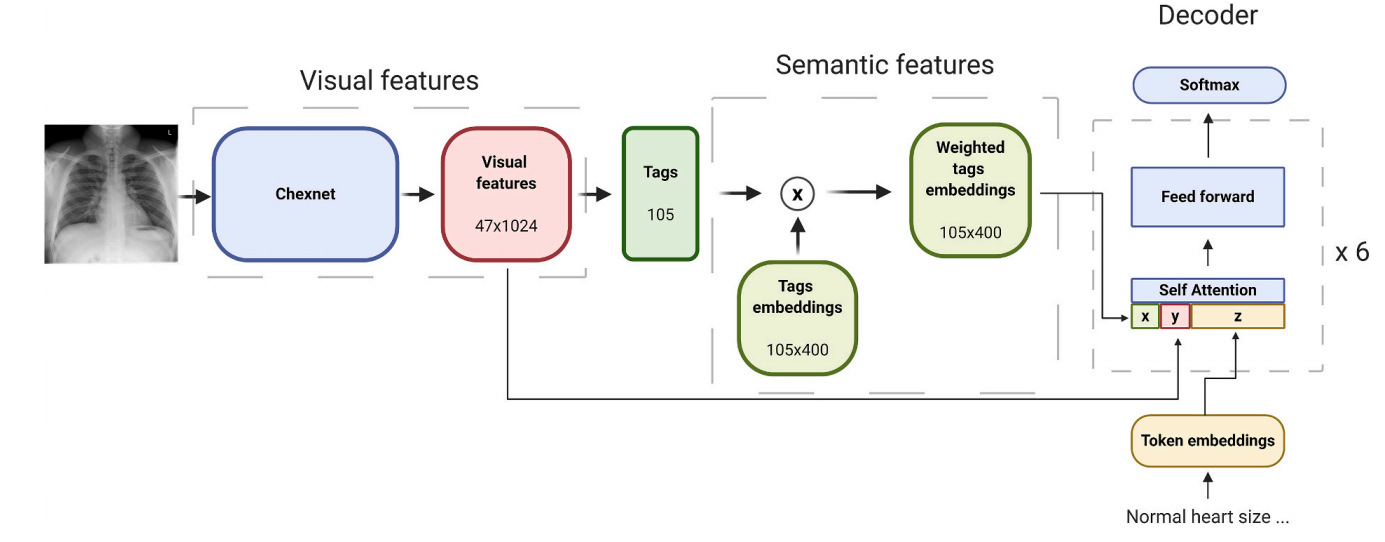 Decoder
Visual features
Semantic features
L
Chexnet
Visual
features
47x1024
Tags
105
x
Tags
embeddings
105x400
Weighted
tags
embeddings
105x400
Softmax
Feed forward
Self Attention
x y z
x 6
Token embeddings
Normal heart size ...